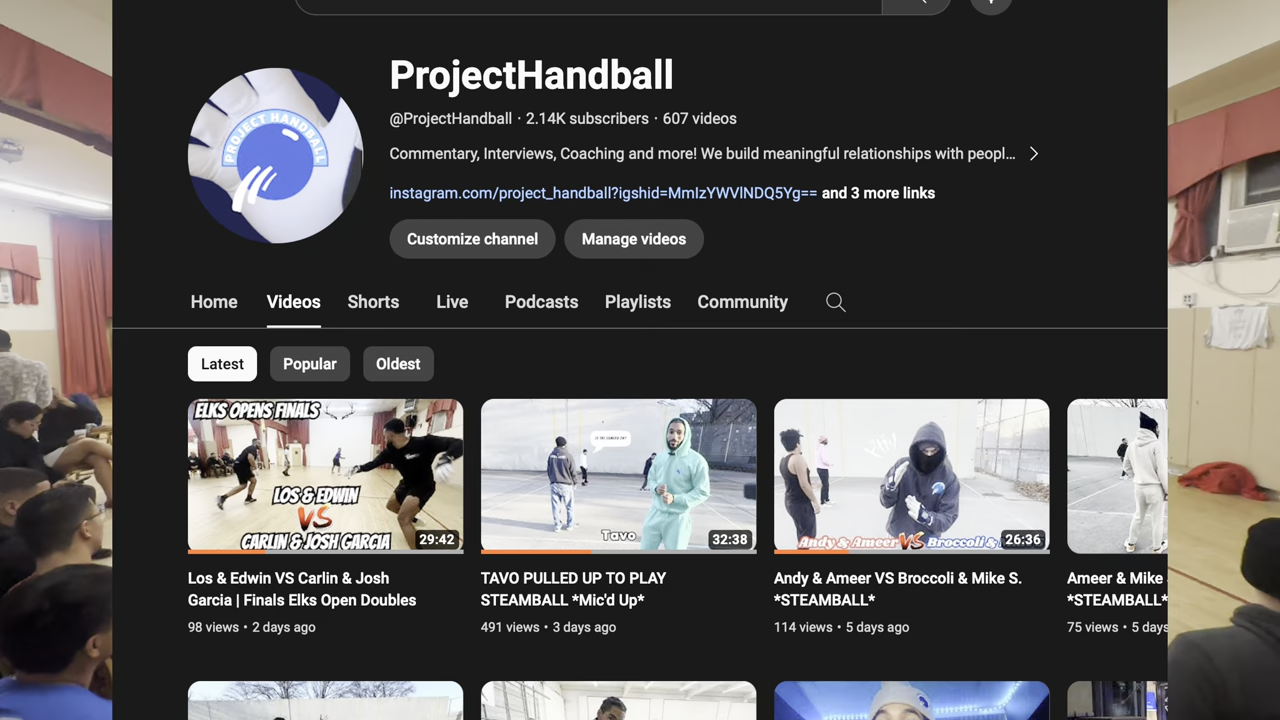 ProjectHandball
PROJECT HANDBALL
@ProjectHandball · 2.14K subscribers · 607 videos
Commentary, Interviews, Coaching and more! We build meaningful relationships with peopl...
instagram.com/project_handball?igshid=MmIzYWVlNDQ5Yg== and 3 more links
Customize channel Manage videos
Home Videos Shorts Live Podcasts Playlists Community
Latest Popular Oldest
ELKS OPENS FINALS
LOS & EDWIN
VS
CARLIN & JOSH GARCIA
29:42
Tavo
32:38
Andy & Ameer VS Broccoli &
26:36
Los & Edwin VS Carlin & Josh
Garcia | Finals Elks Open Doubles
98 views • 2 days ago
TAVO PULLED UP TO PLAY
STEAMBALL *Mic'd Up*
491 views • 3 days ago
Andy & Ameer VS Broccoli & Mike S.
*STEAMBALL*
114 views • 5 days ago
Ameer & Mike
*STEAMBALL*
75 views • 5 days